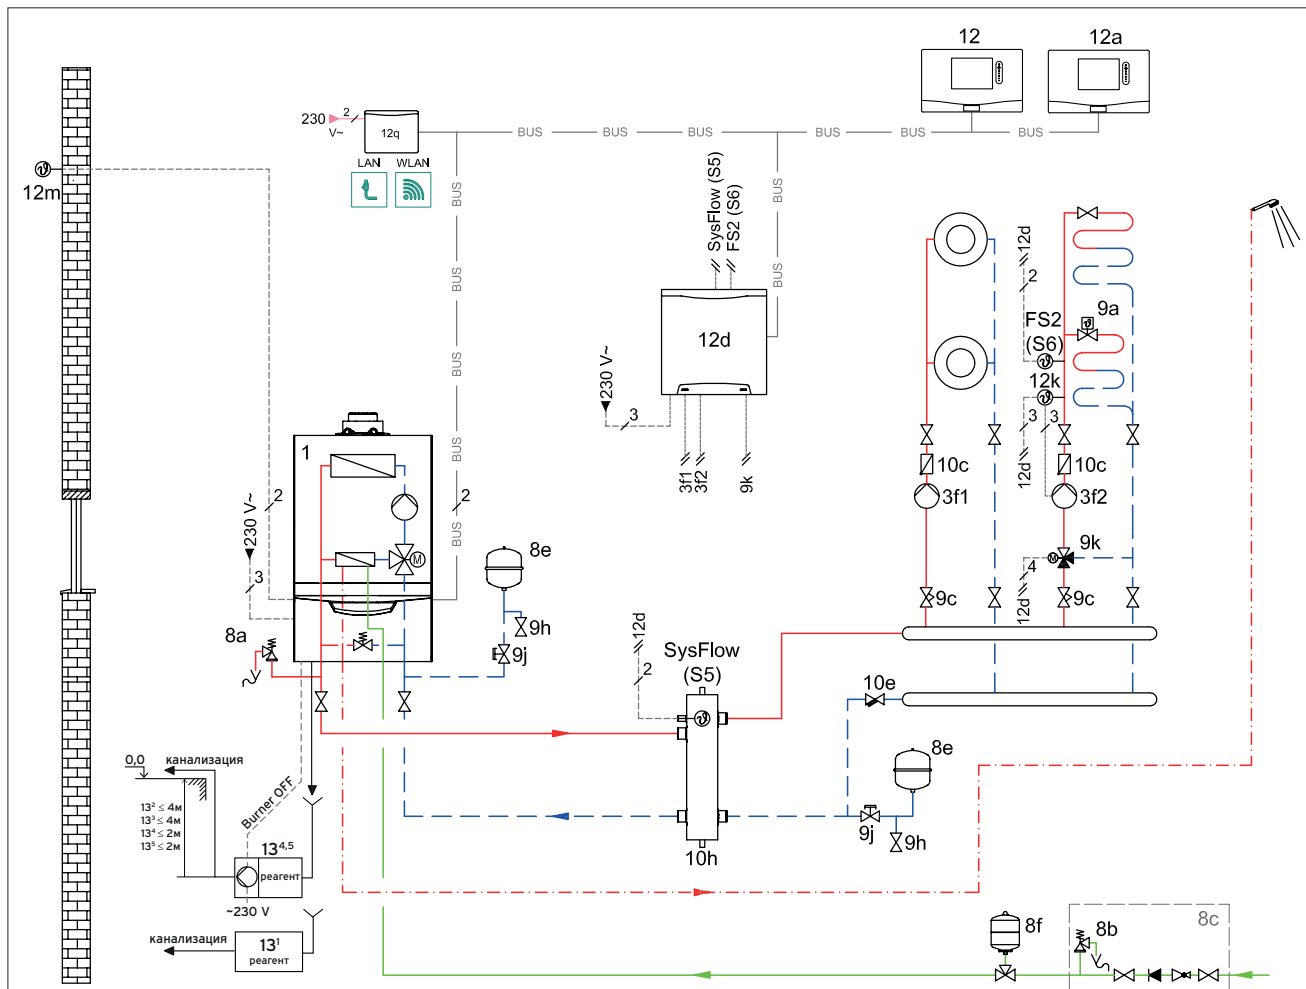 12
12a
230
V~
2
12q
BUS
BUS
BUS
BUS
BUS
LAN
WLAN
12m
BUS
BUS
BUS
BUS
SysFlow (S5)
FS2 (S6)
12d
230 V~
3
3f1
3f2
9k
12d
2
9a
FS2
(S6)
12k
3
3
12d
10c
10c
3f1
3f2
9k
4
12d
9c
9c
1
2
2
230 V~
3
8e
9h
9j
8a
12d
2
SysFlow
(S5)
10e
8e
9j
9h
10h
0,0
канализация
13² ≤ 4м
13³ ≤ 4м
13⁴ ≤ 2м
13⁵ ≤ 2м
Burner OFF
13⁴,⁵
реагент
~230 V
канализация
13¹
реагент
8f
8b
8c
M
M